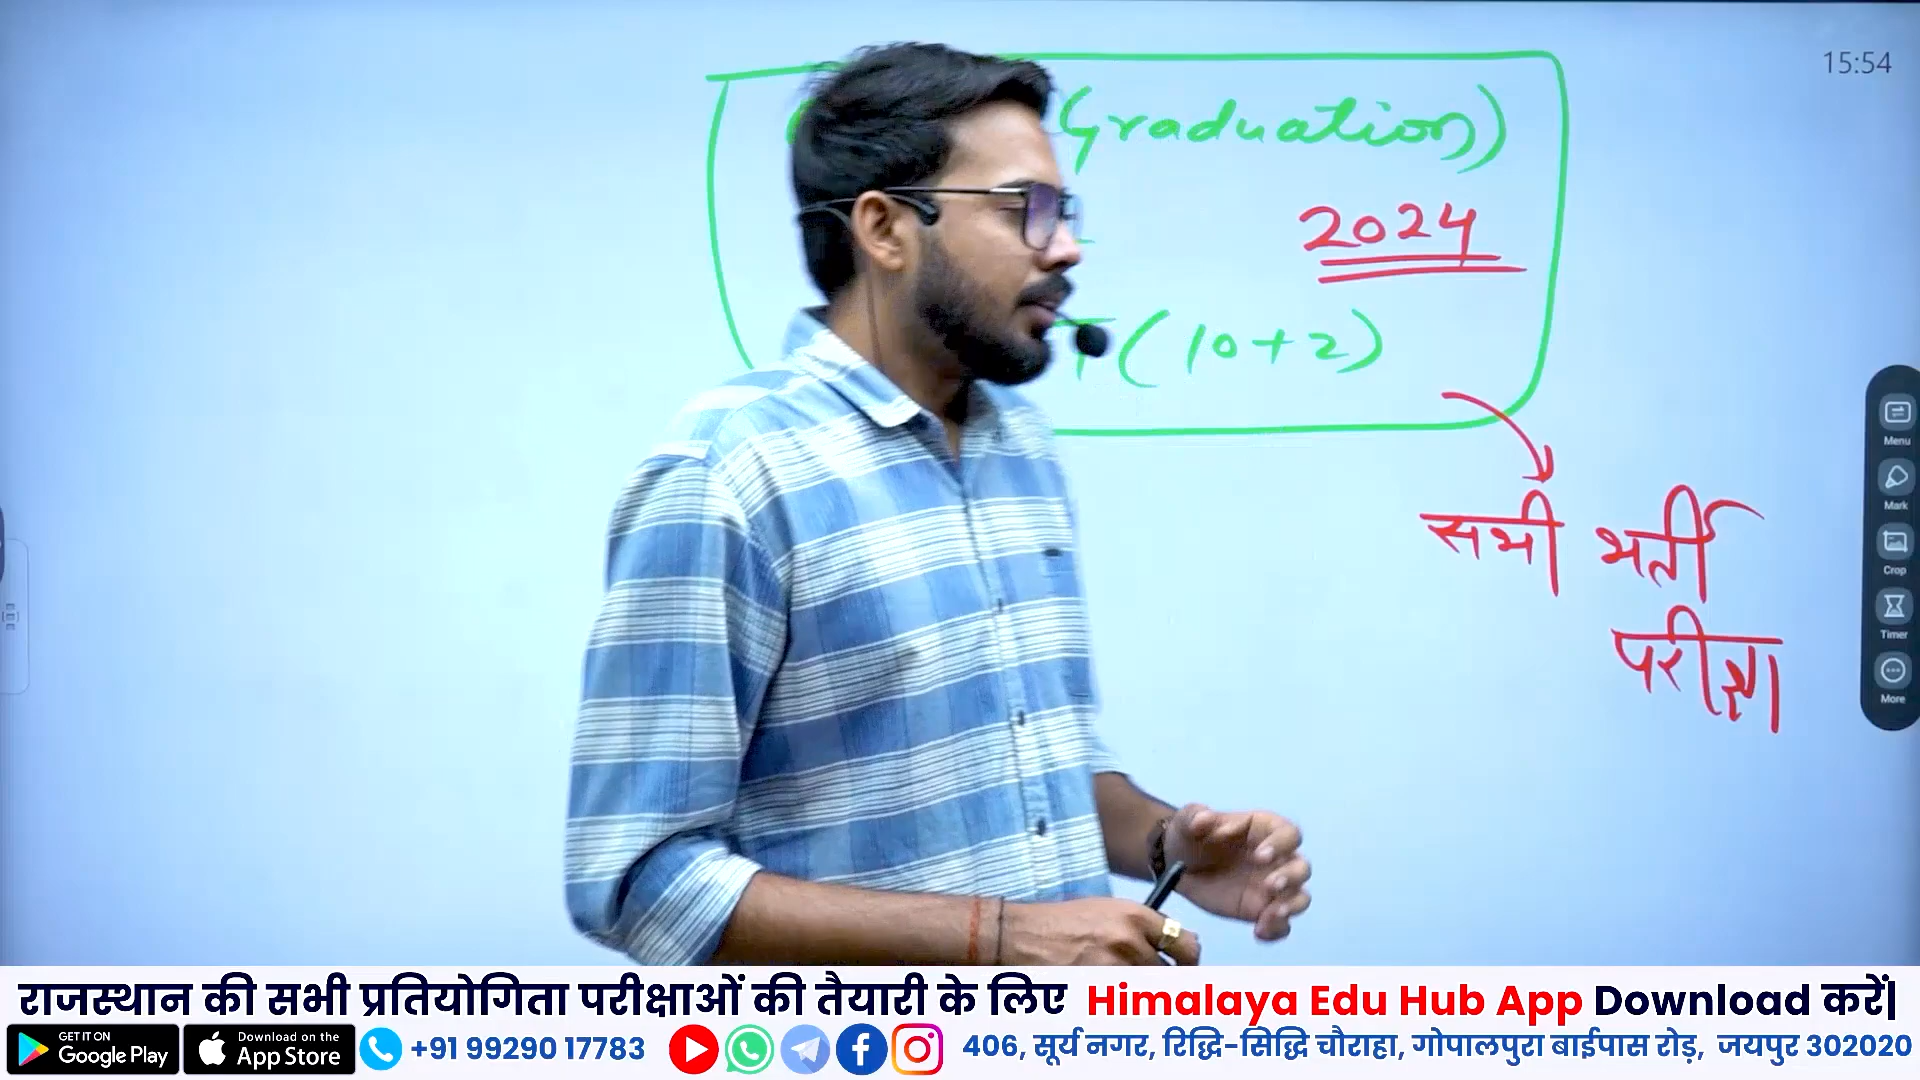 15:54
(Graduation)
2024
T (10+2)
सभी भर्ती
परीक्षा
Menu
Mark
Crop
Timer
More
राजस्थान की सभी प्रतियोगिता परीक्षाओं की तैयारी के लिए Himalaya Edu Hub App Download करें|
GET IT ON
Google Play
Download on the
App Store
+91 99290 17783
406, सूर्य नगर, रिद्धि-सिद्धि चौराहा, गोपालपुरा बाईपास रोड़, जयपुर 302020